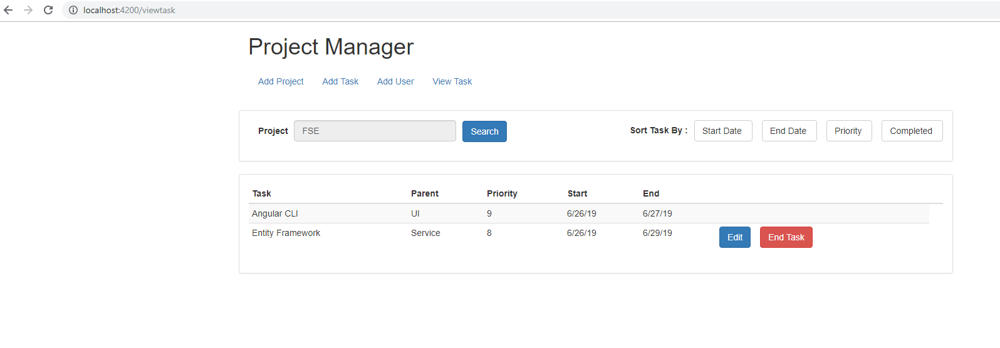 localhost:4200/viewtask
Project Manager
Add Project Add Task Add User View Task
Project FSE Search Sort Task By : Start Date End Date Priority Completed
Task Parent Priority Start End
Angular CLI UI 9 6/26/19 6/27/19
Entity Framework Service 8 6/26/19 6/29/19 Edit End Task